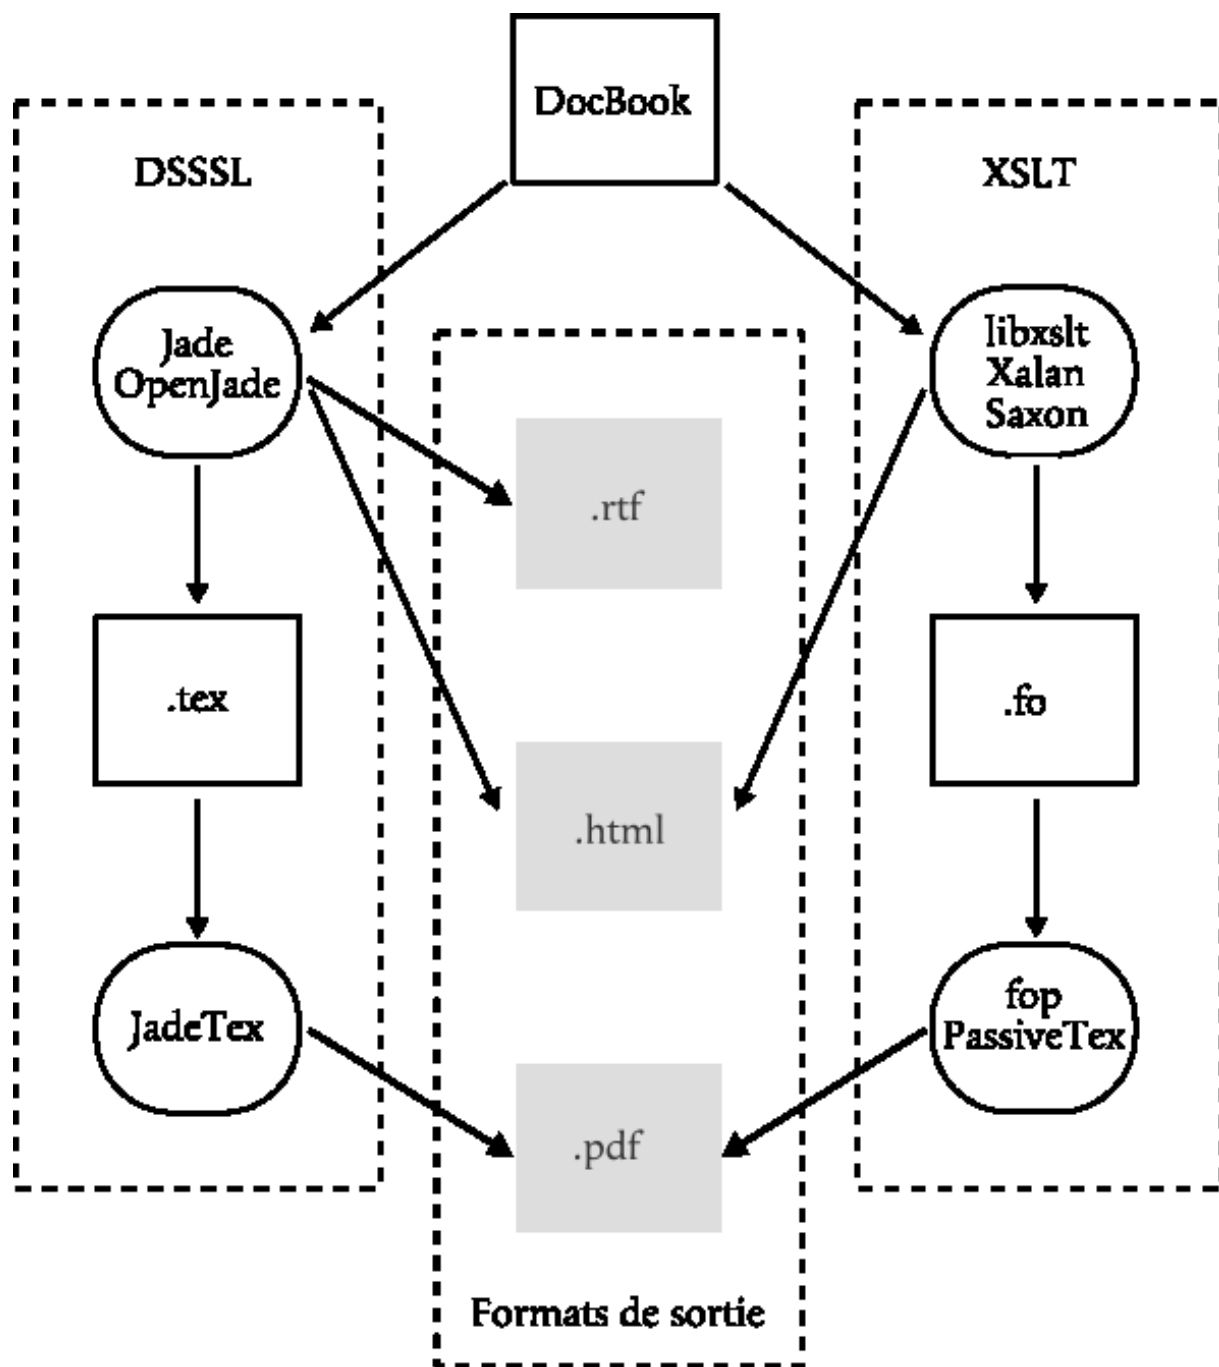 DocBook
DSSSL
XSLT
Jade
OpenJade
libxslt
Xalan
Saxon
.rtf
.tex
.fo
.html
JadeTex
fop
PassiveTex
.pdf
Formats de sortie